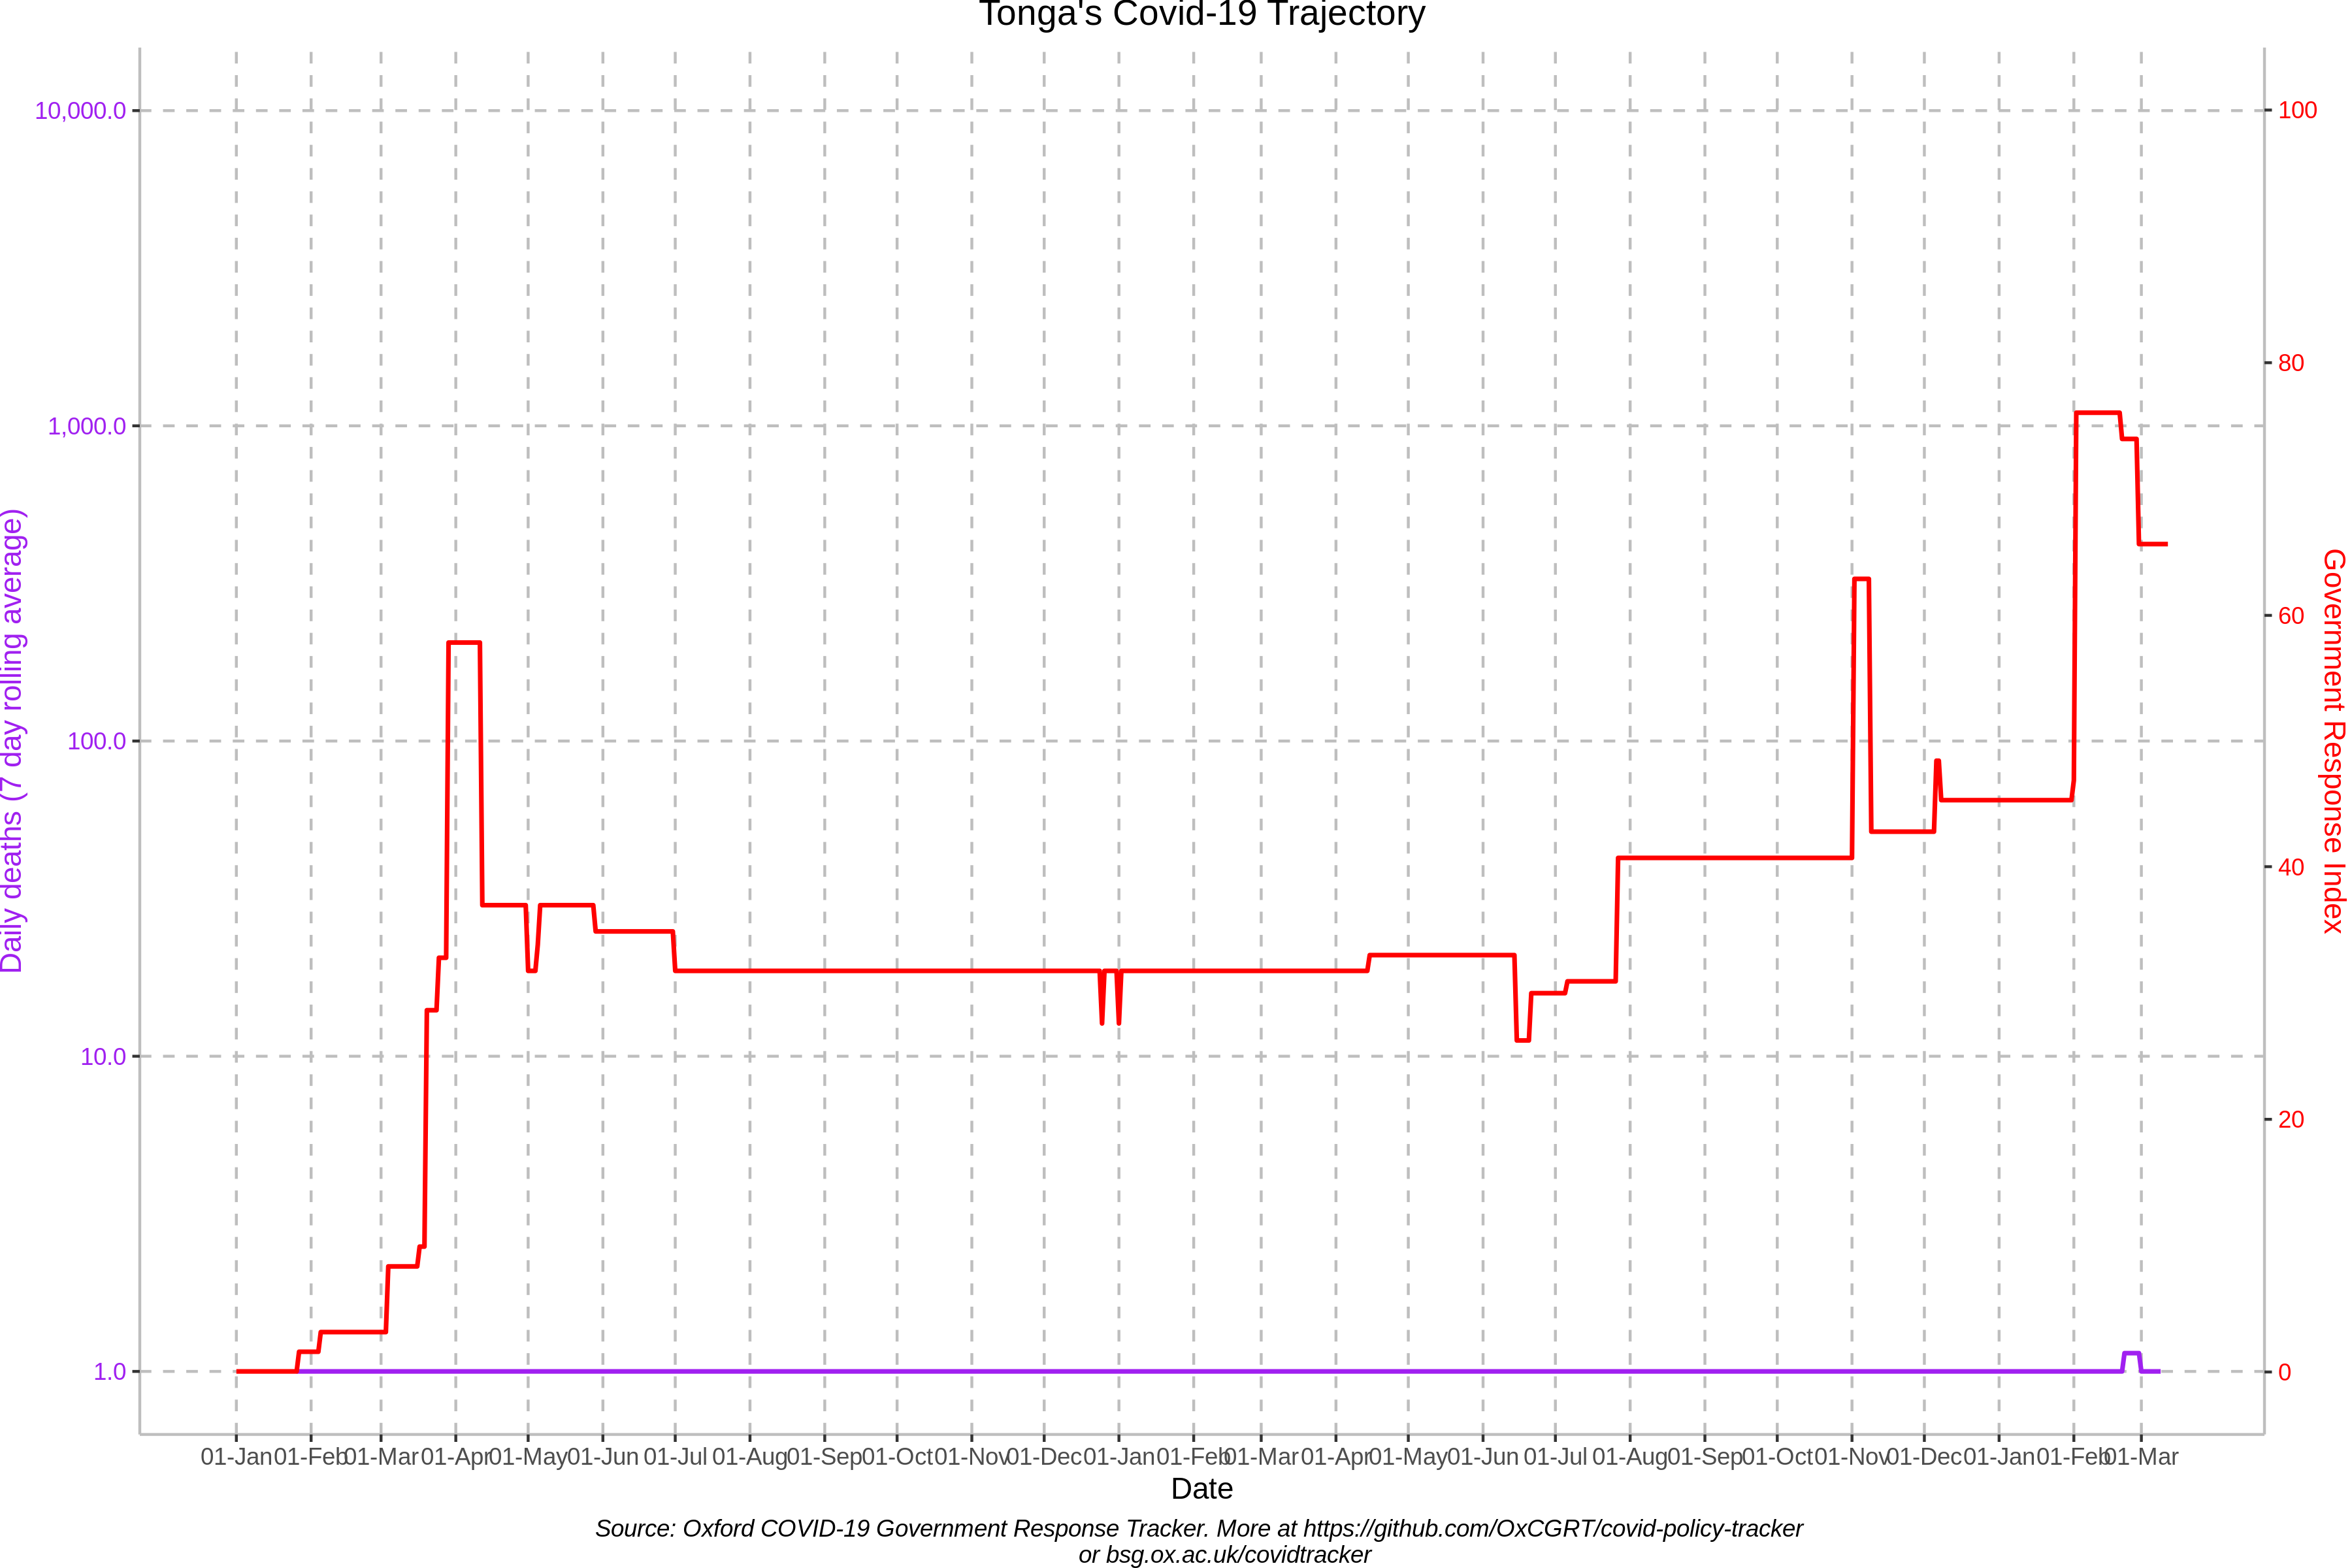 Tonga's Covid-19 Trajectory
10,000.0
1,000.0
100.0
10.0
1.0
Daily deaths (7 day rolling average)
100
80
60
40
20
0
Government Response Index
01-Jan 01-Feb 01-Mar 01-Apr 01-May 01-Jun 01-Jul 01-Aug 01-Sep 01-Oct 01-Nov 01-Dec 01-Jan 01-Feb 01-Mar 01-Apr 01-May 01-Jun 01-Jul 01-Aug 01-Sep 01-Oct 01-Nov 01-Dec 01-Jan 01-Feb 01-Mar
Date
Source: Oxford COVID-19 Government Response Tracker. More at https://github.com/OxCGRT/covid-policy-tracker
or bsg.ox.ac.uk/covidtracker